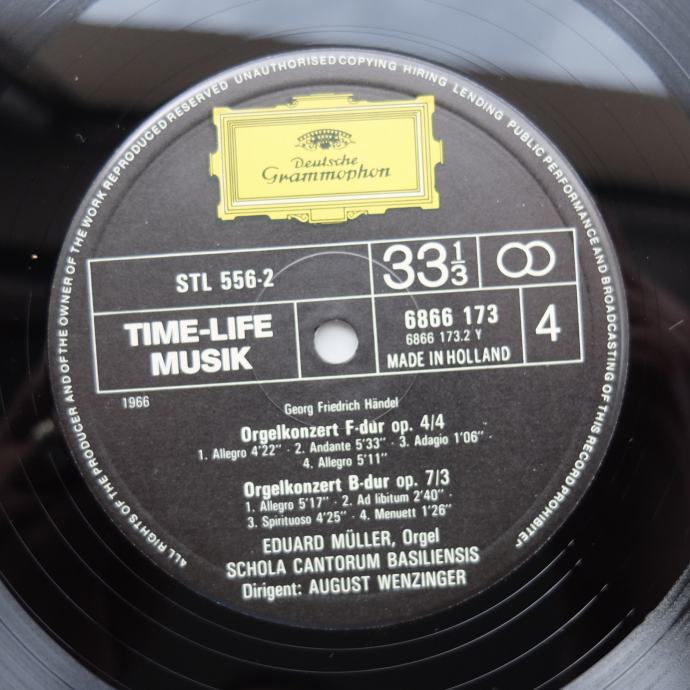 ALL RIGHTS OF THE PRODUCER AND OF THE OWNER OF THE WORK REPRODUCED RESERVED UNAUTHORISED COPYING HIRING LENDING PUBLIC PERFORMANCE AND BROADCASTING OF THIS RECORD PROHIBITED
Deutsche
Grammophon
STL 556-2
33 1/3
TIME-LIFE
MUSIK
6866 173
6866 173.2 Y
MADE IN HOLLAND
4
1966
Georg Friedrich Händel
Orgelkonzert F-dur op. 4/4
1. Allegro 4'22" · 2. Andante 5'33" · 3. Adagio 1'06" ·
4. Allegro 5'11"
Orgelkonzert B-dur op. 7/3
1. Allegro 5'17" · 2. Ad libitum 2'40" ·
3. Spirituoso 4'25" · 4. Menuett 1'26"
EDUARD MÜLLER, Orgel
SCHOLA CANTORUM BASILIENSIS
Dirigent: AUGUST WENZINGER